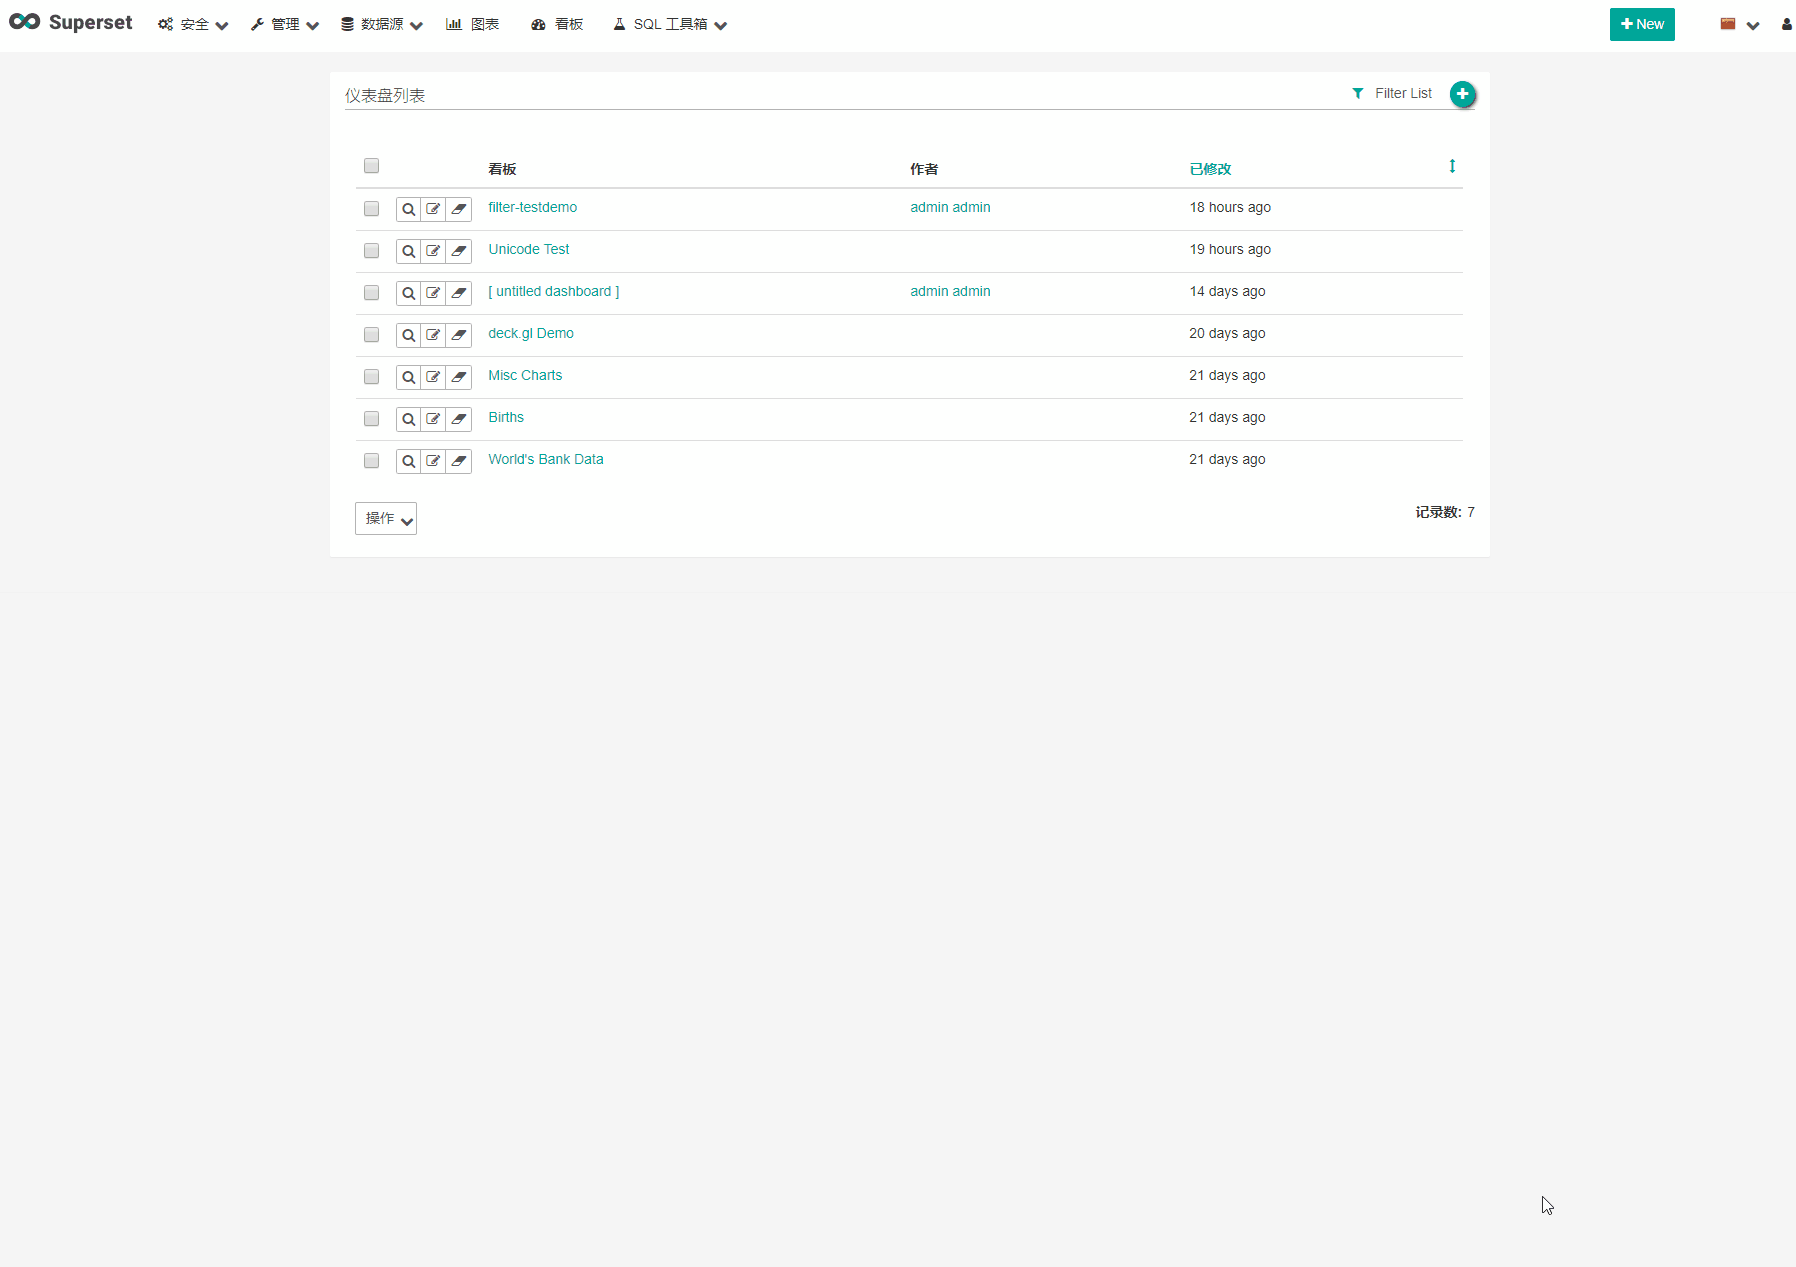 Superset 安全 管理 数据源 图表 看板 SQL 工具箱 New
仪表盘列表 Filter List
看板 作者 已修改
filter-testdemo admin admin 18 hours ago
Unicode Test 19 hours ago
[ untitled dashboard ] admin admin 14 days ago
deck.gl Demo 20 days ago
Misc Charts 21 days ago
Births 21 days ago
World's Bank Data 21 days ago
操作 记录数: 7